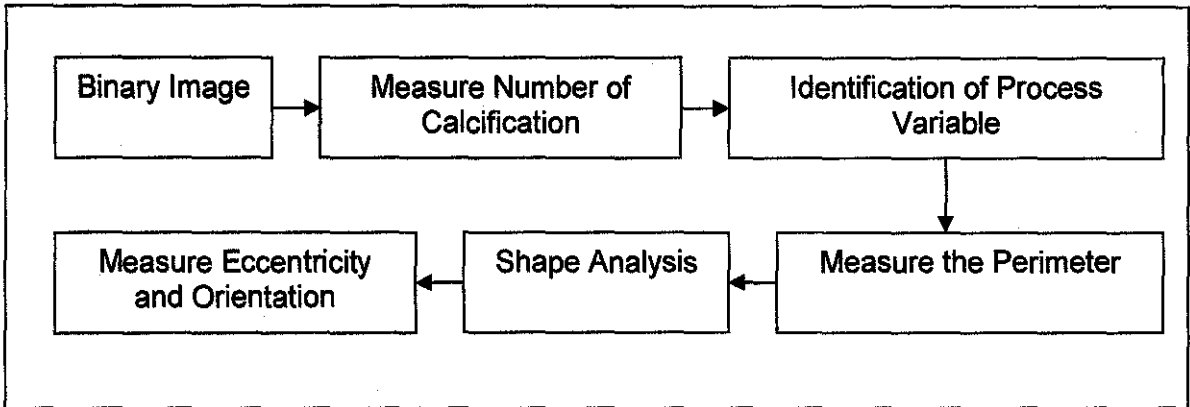 Binary Image
Measure Number of
Calcification
Identification of Process
Variable
Measure the Perimeter
Shape Analysis
Measure Eccentricity
and Orientation